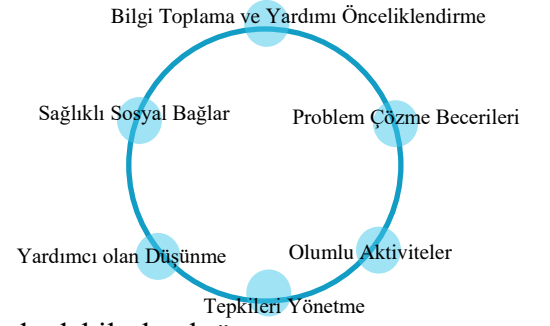 Bilgi Toplama ve Yardımı Önceliklendirme
Sağlıklı Sosyal Bağlar
Problem Çözme Becerileri
Yardımcı olan Düşünme
Olumlu Aktiviteler
Tepkileri Yönetme